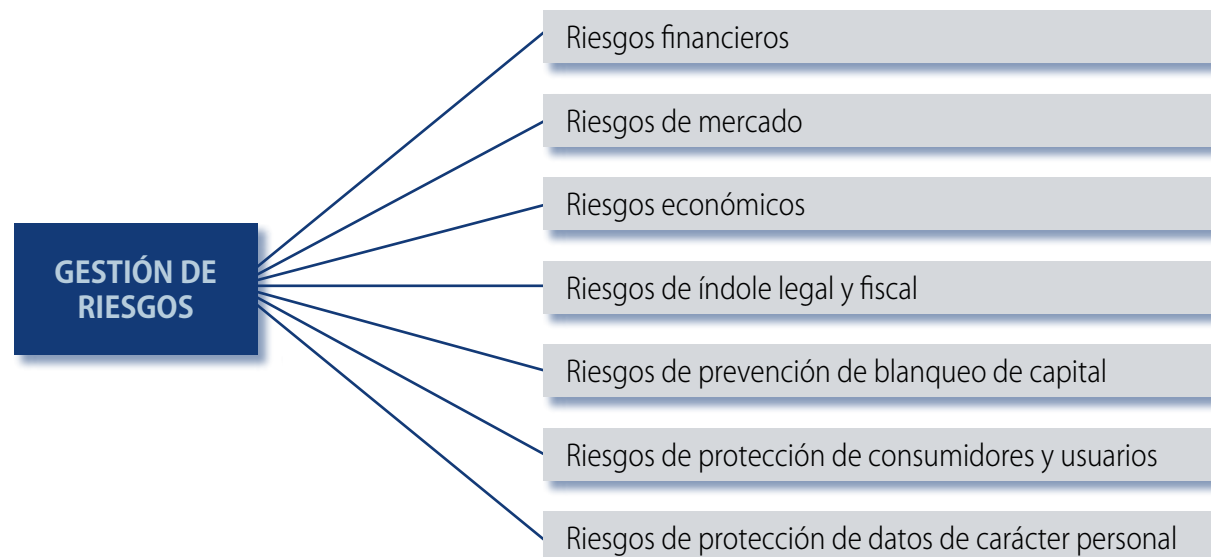 GESTIÓN DE
RIESGOS
Riesgos financieros
Riesgos de mercado
Riesgos económicos
Riesgos de índole legal y fiscal
Riesgos de prevención de blanqueo de capital
Riesgos de protección de consumidores y usuarios
Riesgos de protección de datos de carácter personal